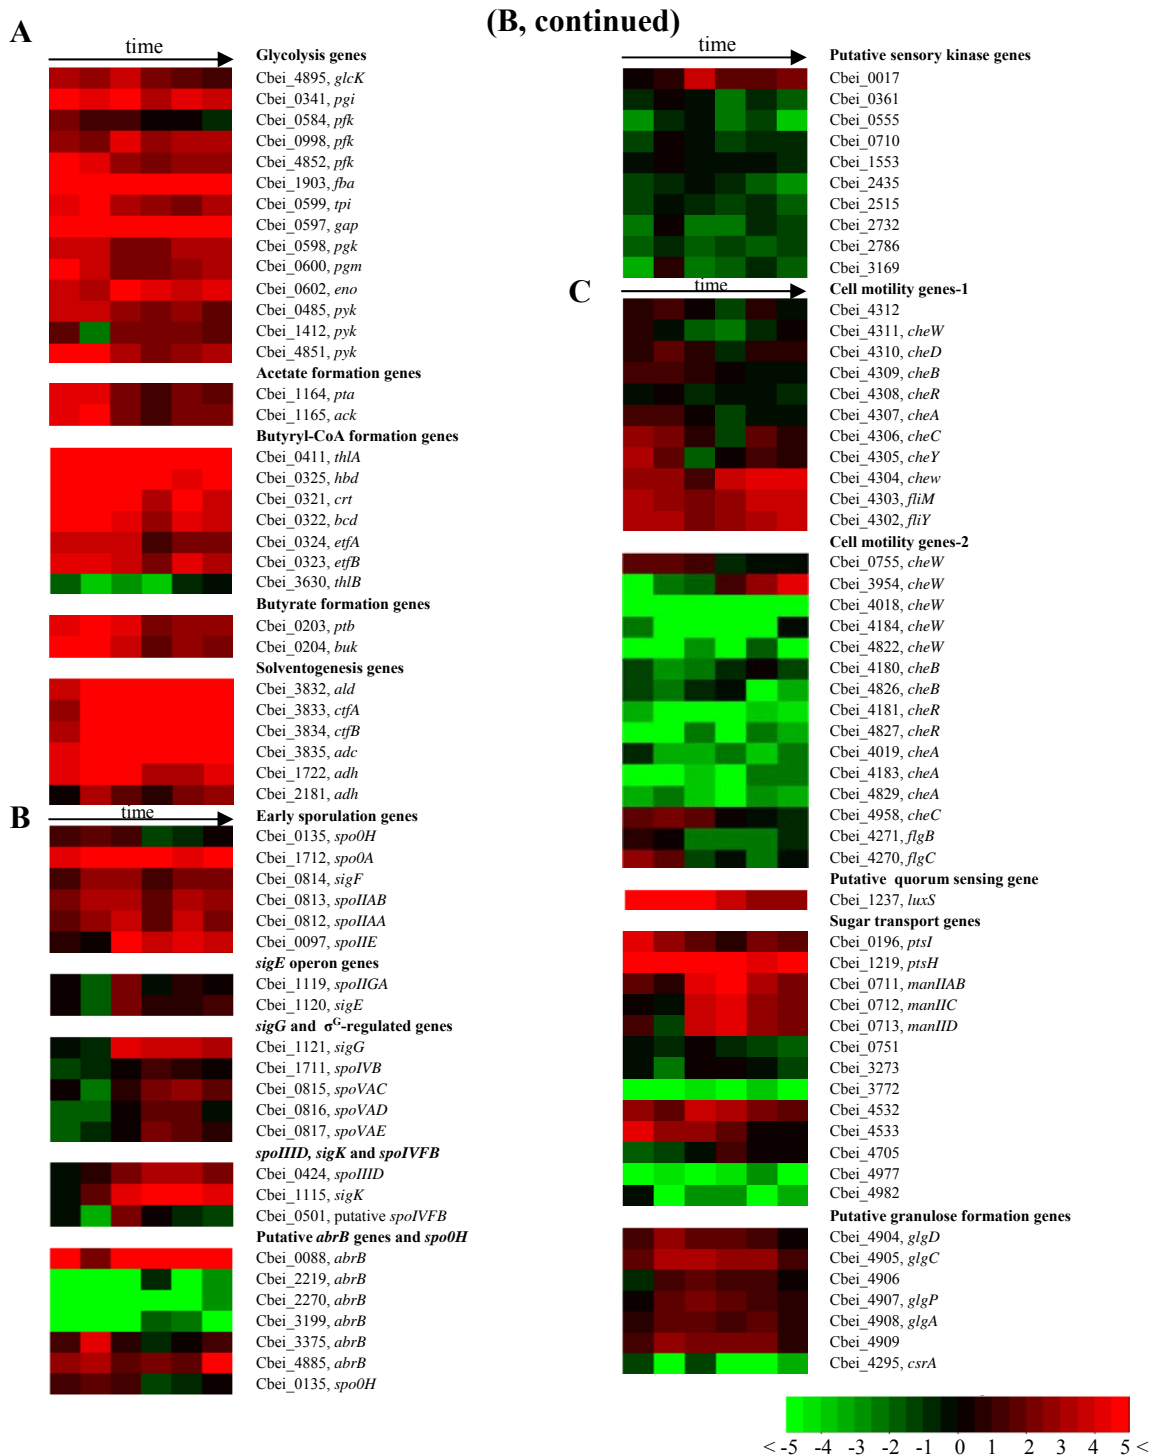 (B, continued)
A
time
Glycolysis genes
Cbei_4895, glcK
Cbei_0341, pgi
Cbei_0584, pfk
Cbei_0998, pfk
Cbei_4852, pfk
Cbei_1903, fba
Cbei_0599, tpi
Cbei_0597, gap
Cbei_0598, pgk
Cbei_0600, pgm
Cbei_0602, eno
Cbei_0485, pyk
Cbei_1412, pyk
Cbei_4851, pyk
Acetate formation genes
Cbei_1164, pta
Cbei_1165, ack
Butyryl-CoA formation genes
Cbei_0411, thlA
Cbei_0325, hbd
Cbei_0321, crt
Cbei_0322, bcd
Cbei_0324, etfA
Cbei_0323, etfB
Cbei_3630, thlB
Butyrate formation genes
Cbei_0203, ptb
Cbei_0204, buk
Solventogenesis genes
Cbei_3832, ald
Cbei_3833, ctfA
Cbei_3834, ctfB
Cbei_3835, adc
Cbei_1722, adh
Cbei_2181, adh
B
time
Early sporulation genes
Cbei_0135, spo0H
Cbei_1712, spo0A
Cbei_0814, sigF
Cbei_0813, spoIIAB
Cbei_0812, spoIIAA
Cbei_0097, spoIIE
sigE operon genes
Cbei_1119, spoIIGA
Cbei_1120, sigE
sigG and σG-regulated genes
Cbei_1121, sigG
Cbei_1711, spoIVB
Cbei_0815, spoVAC
Cbei_0816, spoVAD
Cbei_0817, spoVAE
spoIIID, sigK and spoIVFB
Cbei_0424, spoIIID
Cbei_1115, sigK
Cbei_0501, putative spoIVFB
Putative abrB genes and spo0H
Cbei_0088, abrB
Cbei_2219, abrB
Cbei_2270, abrB
Cbei_3199, abrB
Cbei_3375, abrB
Cbei_4885, abrB
Cbei_0135, spo0H
time
Putative sensory kinase genes
Cbei_0017
Cbei_0361
Cbei_0555
Cbei_0710
Cbei_1553
Cbei_2435
Cbei_2515
Cbei_2732
Cbei_2786
Cbei_3169
C
time
Cell motility genes-1
Cbei_4312
Cbei_4311, cheW
Cbei_4310, cheD
Cbei_4309, cheB
Cbei_4308, cheR
Cbei_4307, cheA
Cbei_4306, cheC
Cbei_4305, cheY
Cbei_4304, chew
Cbei_4303, fliM
Cbei_4302, fliY
Cell motility genes-2
Cbei_0755, cheW
Cbei_3954, cheW
Cbei_4018, cheW
Cbei_4184, cheW
Cbei_4822, cheW
Cbei_4180, cheB
Cbei_4826, cheB
Cbei_4181, cheR
Cbei_4827, cheR
Cbei_4019, cheA
Cbei_4183, cheA
Cbei_4829, cheA
Cbei_4958, cheC
Cbei_4271, flgB
Cbei_4270, flgC
Putative quorum sensing gene
Cbei_1237, luxS
Sugar transport genes
Cbei_0196, ptsI
Cbei_1219, ptsH
Cbei_0711, manIIAB
Cbei_0712, manIIC
Cbei_0713, manIID
Cbei_0751
Cbei_3273
Cbei_3772
Cbei_4532
Cbei_4533
Cbei_4705
Cbei_4977
Cbei_4982
Putative granulose formation genes
Cbei_4904, glgD
Cbei_4905, glgC
Cbei_4906
Cbei_4907, glgP
Cbei_4908, glgA
Cbei_4909
Cbei_4295, csrA
< -5 -4 -3 -2 -1 0 1 2 3 4 5 <